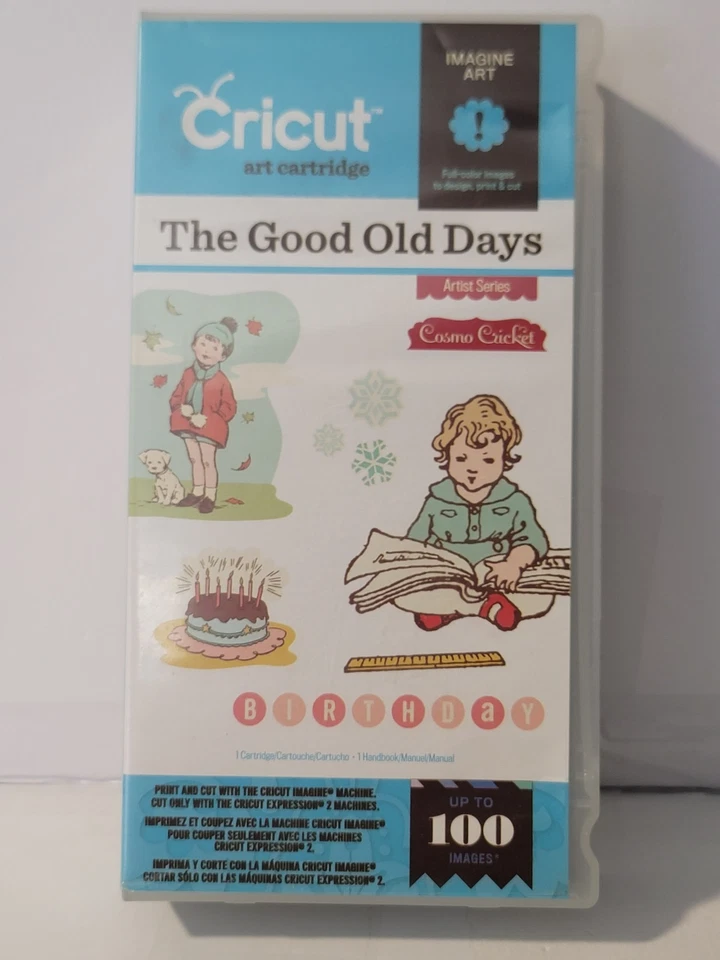 IMAGINE
ART
Cricut™
art cartridge
!
Full-color images
to design, print & cut
The Good Old Days
Artist Series
Cosmo Cricket
BIRTHDaY
1 Cartridge/Cartouche/Cartucho - 1 Handbook/Manuel/Manual
PRINT AND CUT WITH THE CRICUT IMAGINE® MACHINE.
CUT ONLY WITH THE CRICUT EXPRESSION® 2 MACHINES.
IMPRIMEZ ET COUPEZ AVEC LA MACHINE CRICUT IMAGINE®
POUR COUPER SEULEMENT AVEC LES MACHINES
CRICUT EXPRESSION® 2.
IMPRIMA Y CORTE CON LA MÁQUINA CRICUT IMAGINE®
CORTAR SÓLO CON LAS MÁQUINAS CRICUT EXPRESSION® 2.
UP TO
100
IMAGES*